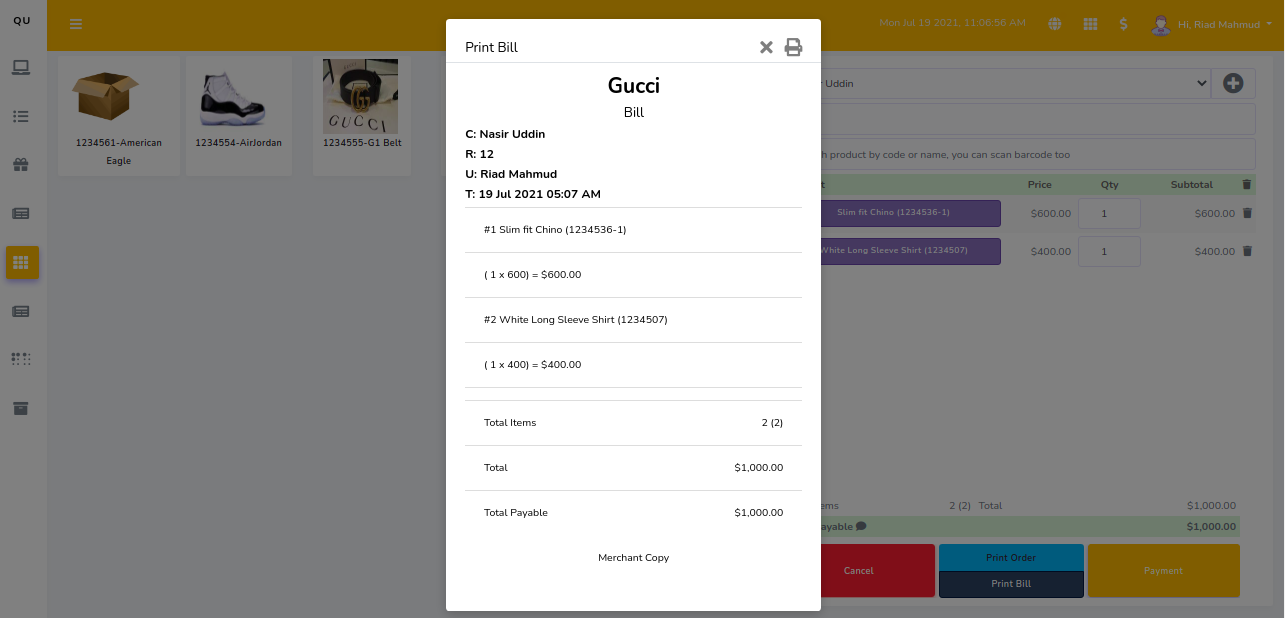 QU
Mon Jul 19 2021, 11:06:56 AM
Hi, Riad Mahmud
Print Bill
Gucci
Bill
C: Nasir Uddin
R: 12
U: Riad Mahmud
T: 19 Jul 2021 05:07 AM
#1 Slim fit Chino (1234536-1)
( 1 x 600) = $600.00
#2 White Long Sleeve Shirt (1234507)
( 1 x 400) = $400.00
Total Items 2 (2)
Total $1,000.00
Total Payable $1,000.00
Merchant Copy
1234561-American
Eagle
1234554-AirJordan
GUCCI
1234555-G1 Belt
Uddin
product by code or name, you can scan barcode too
Price Qty Subtotal
Slim fit Chino (1234536-1) $600.00 1 $600.00
White Long Sleeve Shirt (1234507) $400.00 1 $400.00
2 (2) Total $1,000.00
$1,000.00
Cancel
Print Order
Print Bill
Payment